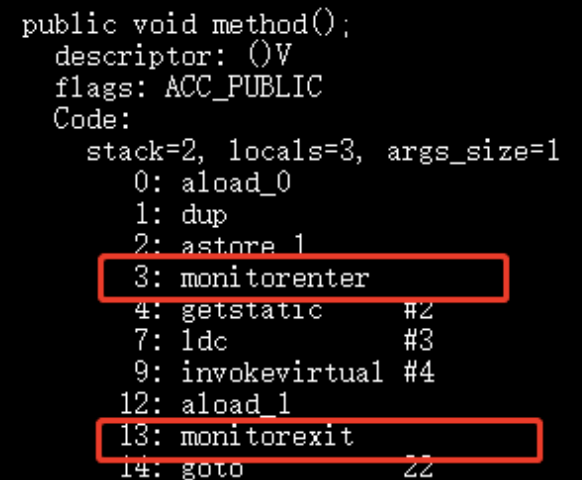 public void method();
descriptor: ()V
flags: ACC_PUBLIC
Code:
stack=2, locals=3, args_size=1
0: aload_0
1: dup
2: astore_1
3: monitorenter
4: getstatic #2
7: ldc #3
9: invokevirtual #4
12: aload_1
13: monitorexit
14: goto 22